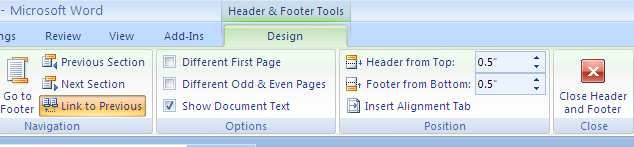 - Microsoft Word
Header & Footer Tools
ngs Review View Add-Ins Design
Go to Footer
Previous Section
Next Section
Link to Previous
Navigation
Different First Page
Different Odd & Even Pages
Show Document Text
Options
Header from Top: 0.5"
Footer from Bottom: 0.5"
Insert Alignment Tab
Position
Close Header
and Footer
Close